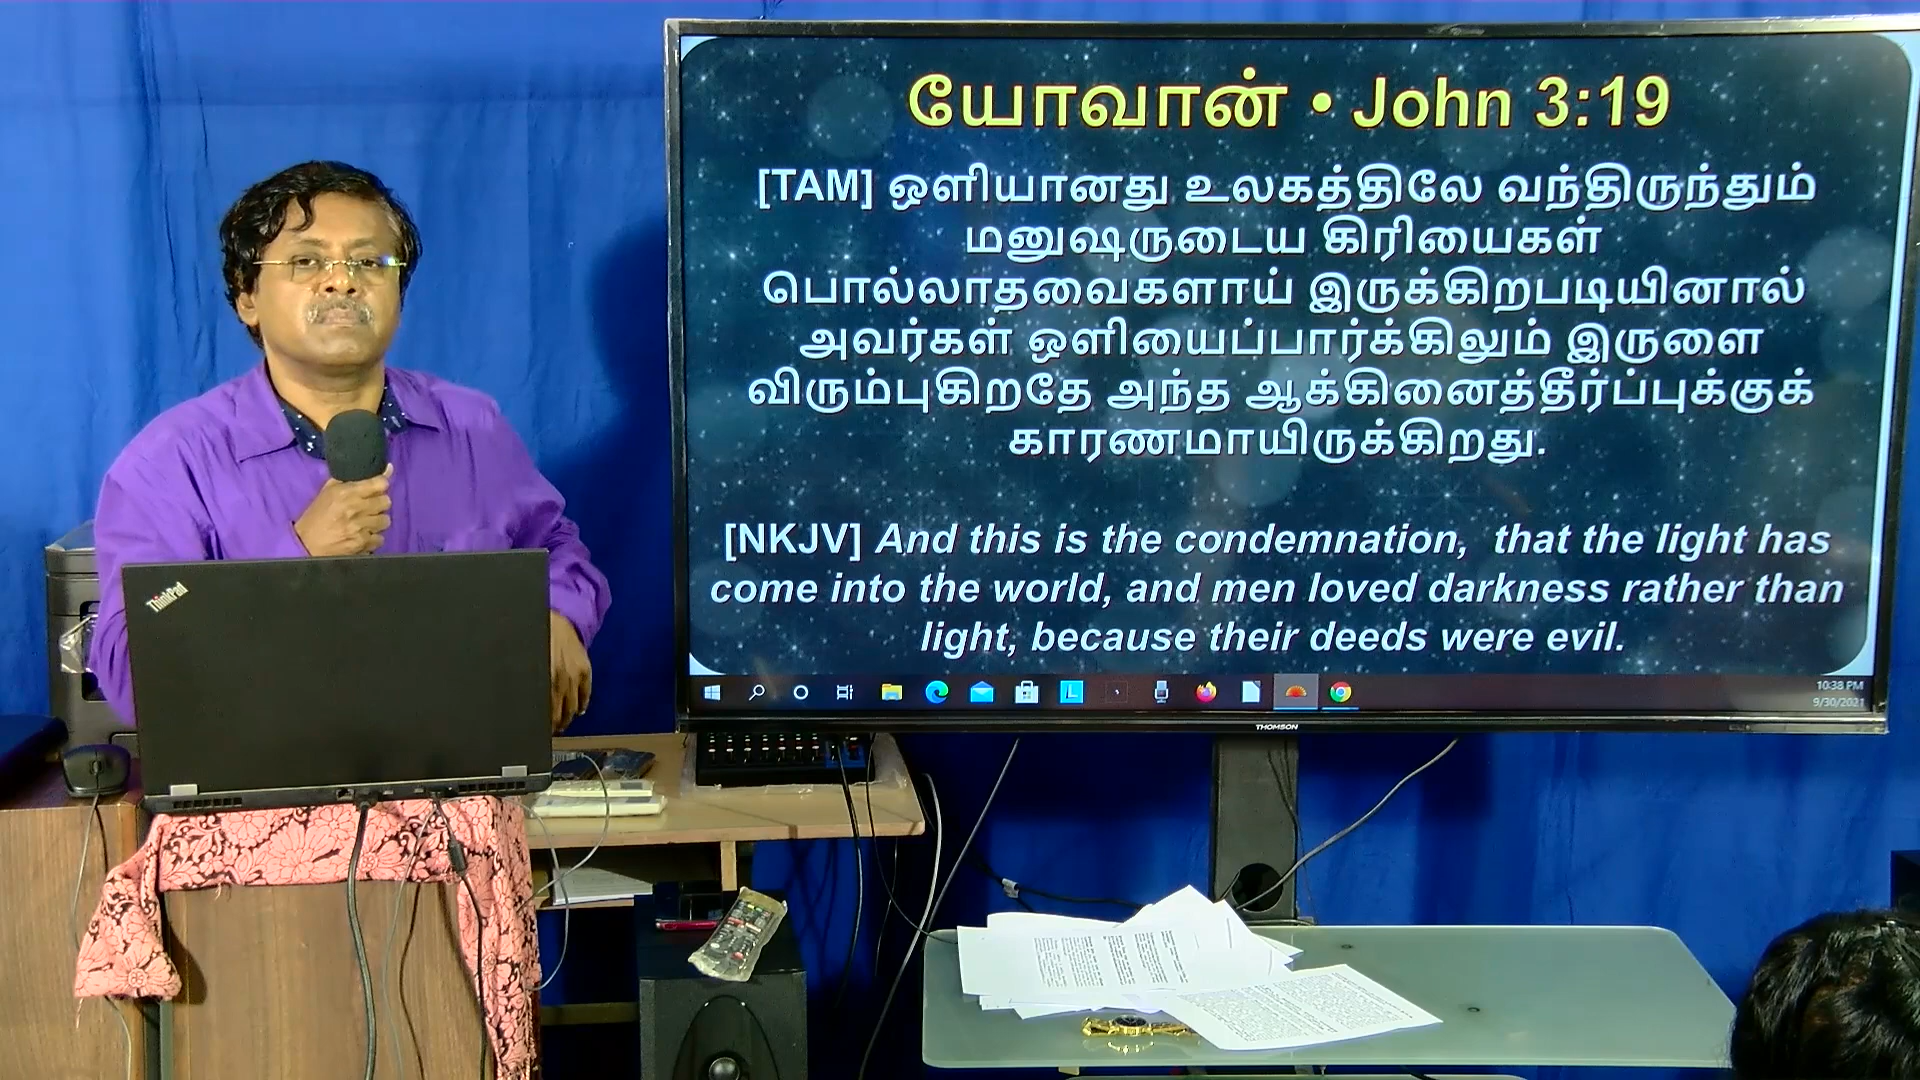 யோவான் • John 3:19
[TAM] ஒளியானது உலகத்திலே வந்திருந்தும்
மனுஷருடைய கிரியைகள்
பொல்லாதவைகளாய் இருக்கிறபடியினால்
அவர்கள் ஒளியைப்பார்க்கிலும் இருளை
விரும்புகிறதே அந்த ஆக்கினைத்தீர்ப்புக்குக்
காரணமாயிருக்கிறது.
[NKJV] And this is the condemnation, that the light has
come into the world, and men loved darkness rather than
light, because their deeds were evil.
10:38 PM
9/30/2021
THOMSON
ThinkPad